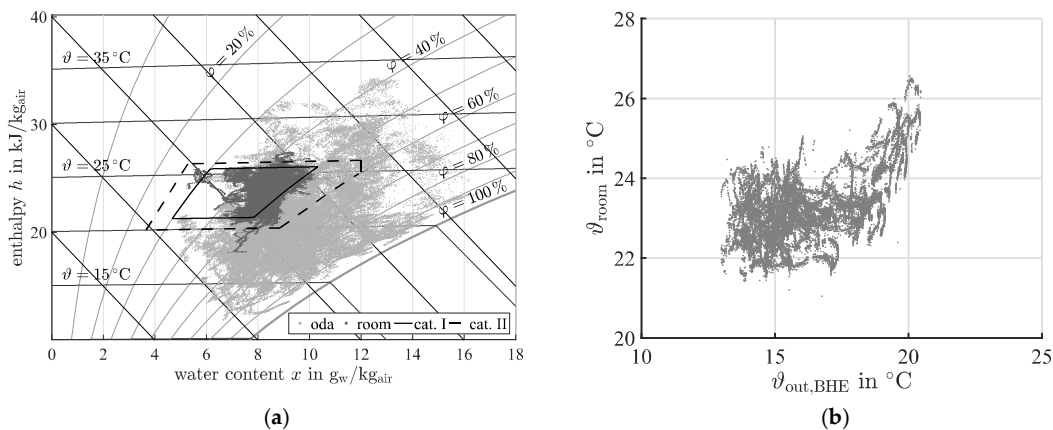 40
30
20
enthalpy h in kJ/kg_air
ϑ = 35 °C
ϑ = 25 °C
ϑ = 15 °C
φ = 20 %
φ = 40 %
φ = 60 %
φ = 80 %
φ = 100 %
oda room cat. I cat. II
0 2 4 6 8 10 12 14 16 18
water content x in g_w/kg_air
(a)
28
26
24
22
20
ϑ_room in °C
10 15 20 25
ϑ_out,BHE in °C
(b)